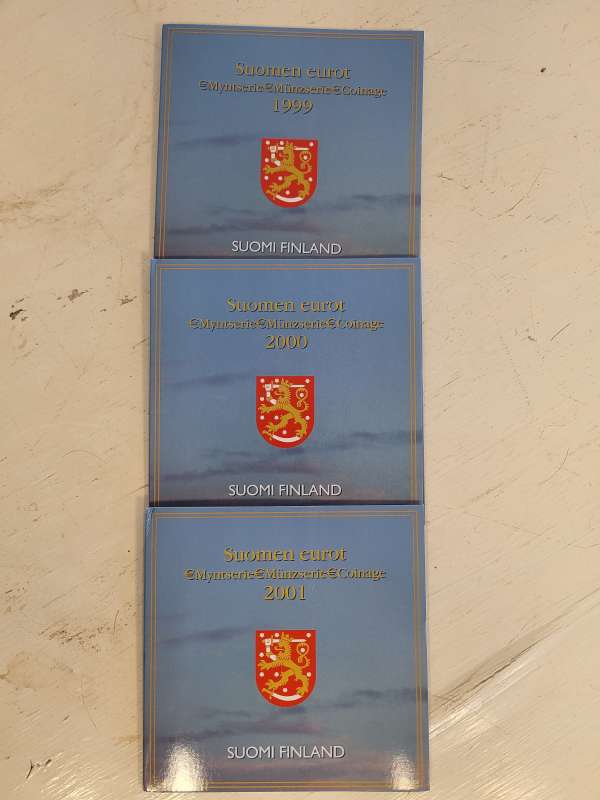 Suomen eurot
€Myntserie€Münzserie€Coinage
1999
SUOMI FINLAND
Suomen eurot
€Myntserie€Münzserie€Coinage
2000
SUOMI FINLAND
Suomen eurot
€Myntserie€Münzserie€Coinage
2001
SUOMI FINLAND